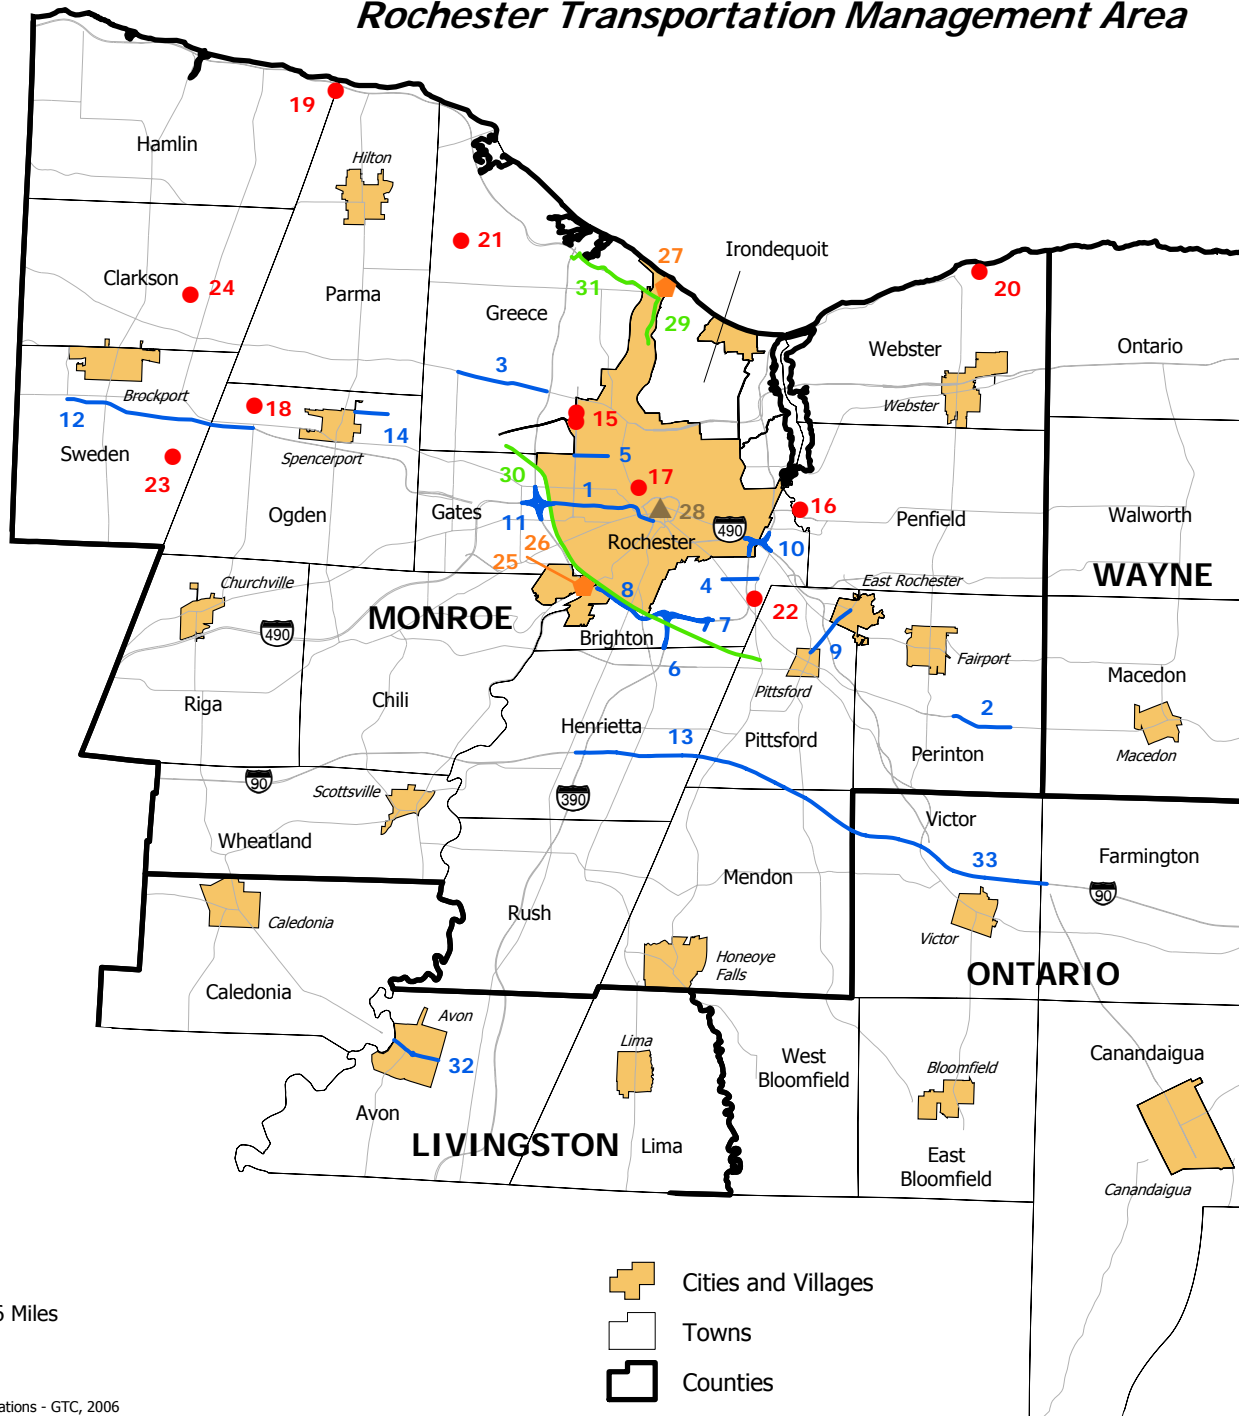 Rochester Transportation Management Area
19
Hamlin
Hilton
21
27
Irondequoit
20
Clarkson
24
Parma
31
29
Greece
Webster
Ontario
3
Brockport
12
18
14
15
Webster
Sweden
Spencerport
5
23
30
17
1
16
Ogden
Gates
11
28
490
Penfield
Walworth
26
Rochester
10
25
Churchville
8
4
East Rochester
WAYNE
MONROE
22
490
Brighton
7
9
6
Fairport
Pittsford
Macedon
Riga
Chili
2
Henrietta
13
Pittsford
Perinton
Macedon
90
Scottsville
390
Wheatland
Victor
33
Farmington
Mendon
90
Rush
Caledonia
Victor
Honeoye
Falls
ONTARIO
Caledonia
Avon
Lima
West
Bloomfield
Canandaigua
32
Bloomfield
Avon
LIVINGSTON
Lima
East
Bloomfield
Canandaigua
Cities and Villages
5 Miles
Towns
Counties
ations - GTC, 2006